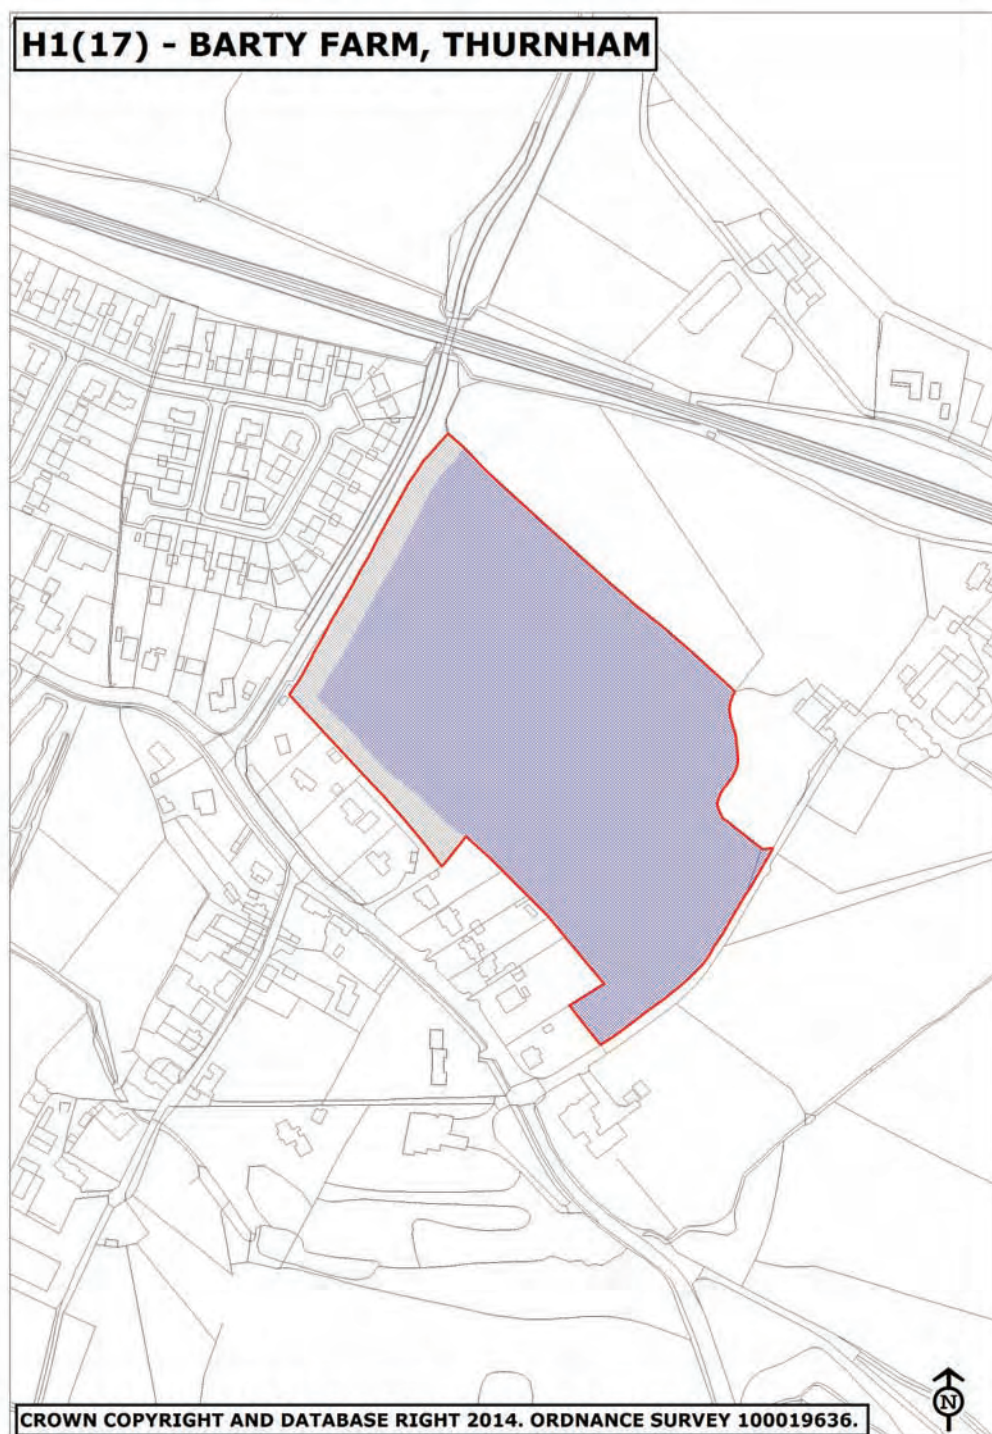 H1(17) - BARTY FARM, THURNHAM
N
CROWN COPYRIGHT AND DATABASE RIGHT 2014. ORDNANCE SURVEY 100019636.